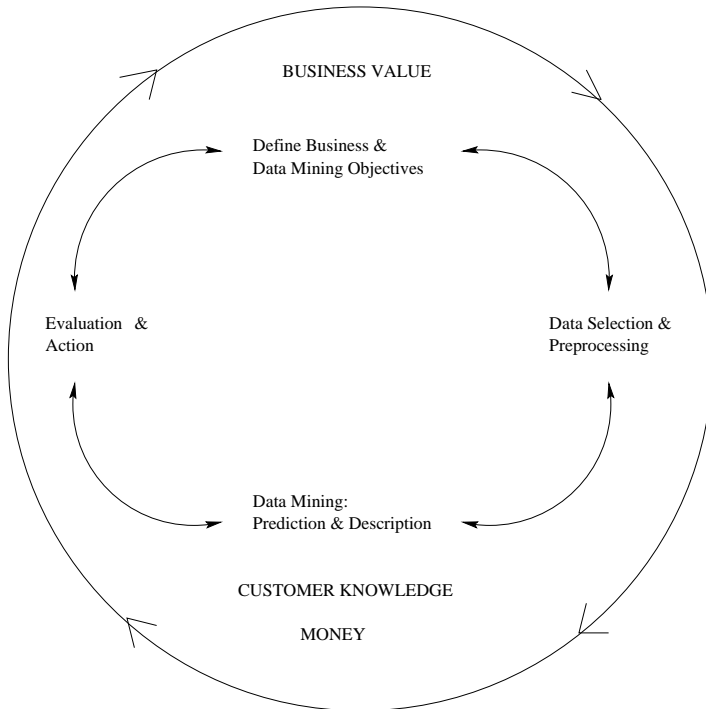 BUSINESS VALUE
Define Business &
Data Mining Objectives
Evaluation &
Action
Data Selection &
Preprocessing
Data Mining:
Prediction & Description
CUSTOMER KNOWLEDGE
MONEY